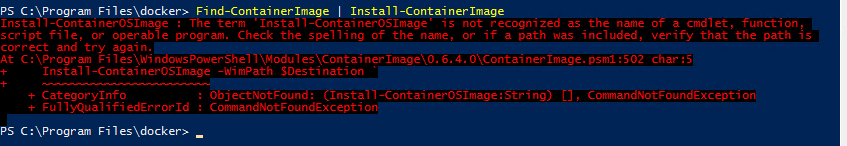 PS C:\Program Files\docker> Find-ContainerImage | Install-ContainerImage
Install-ContainerOSImage : The term 'Install-ContainerOSImage' is not recognized as the name of a cmdlet, function,
script file, or operable program. Check the spelling of the name, or if a path was included, verify that the path is
correct and try again.
At C:\Program Files\WindowsPowerShell\Modules\ContainerImage\0.6.4.0\ContainerImage.psm1:502 char:5
+     Install-ContainerOSImage -WimPath $Destination `
+     ~~~~~~~~~~~~~~~~~~~~~~~~
    + CategoryInfo          : ObjectNotFound: (Install-ContainerOSImage:String) [], CommandNotFoundException
    + FullyQualifiedErrorId : CommandNotFoundException
PS C:\Program Files\docker> _